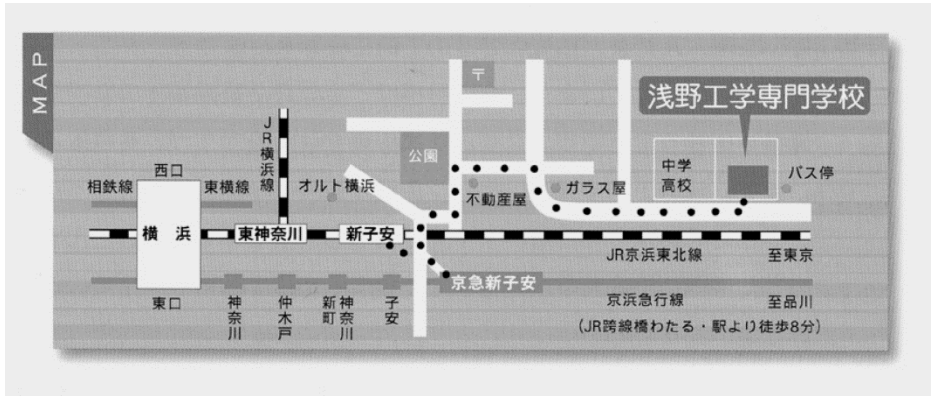 MAP
〒
浅野工学専門学校
JR横浜線
公園
中学
高校
バス停
西口
相鉄線
東横線
オルト横浜
不動産屋
ガラス屋
横浜
東神奈川
新子安
JR京浜東北線
至東京
京急新子安
東口
神奈川
仲木戸
神奈川
新町
子安
京浜急行線
至品川
(JR跨線橋わたる・駅より徒歩8分)